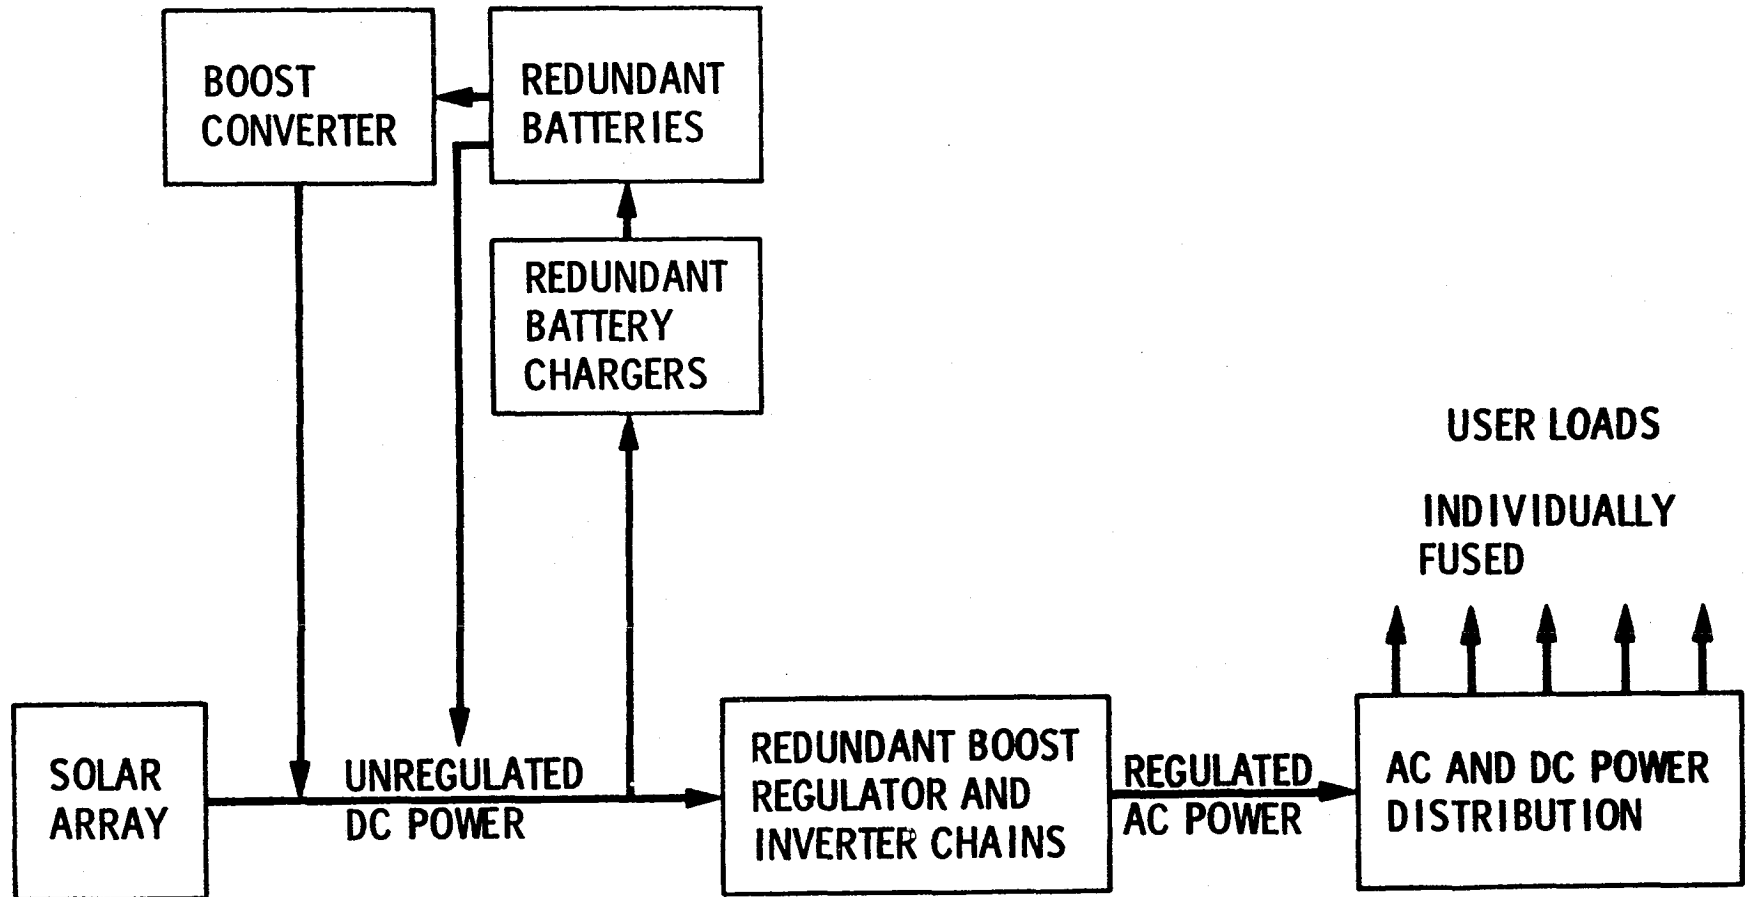 BOOST
CONVERTER
REDUNDANT
BATTERIES
REDUNDANT
BATTERY
CHARGERS
USER LOADS
INDIVIDUALLY
FUSED
SOLAR
ARRAY
UNREGULATED
DC POWER
REDUNDANT BOOST
REGULATOR AND
INVERTER CHAINS
REGULATED
AC POWER
AC AND DC POWER
DISTRIBUTION